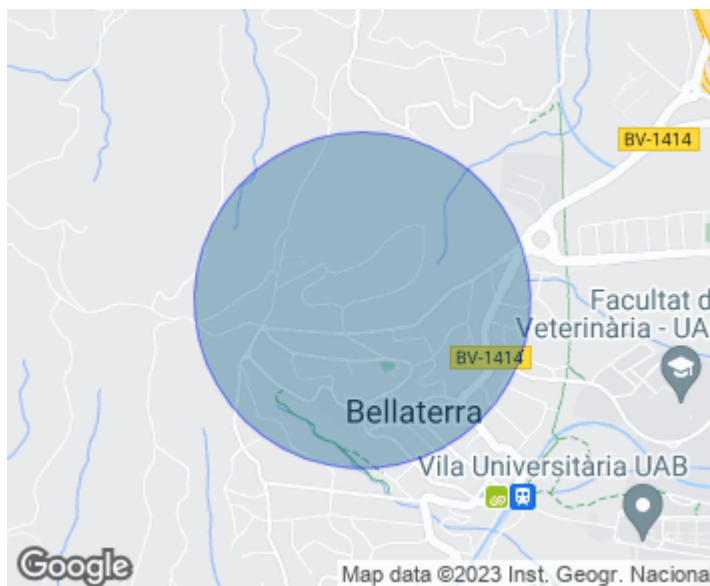 BV-1414
Facultat d
Veterinària - UA
BV-1414
Bellaterra
Vila Universitària UAB
Google
Map data ©2023 Inst. Geogr. Naciona